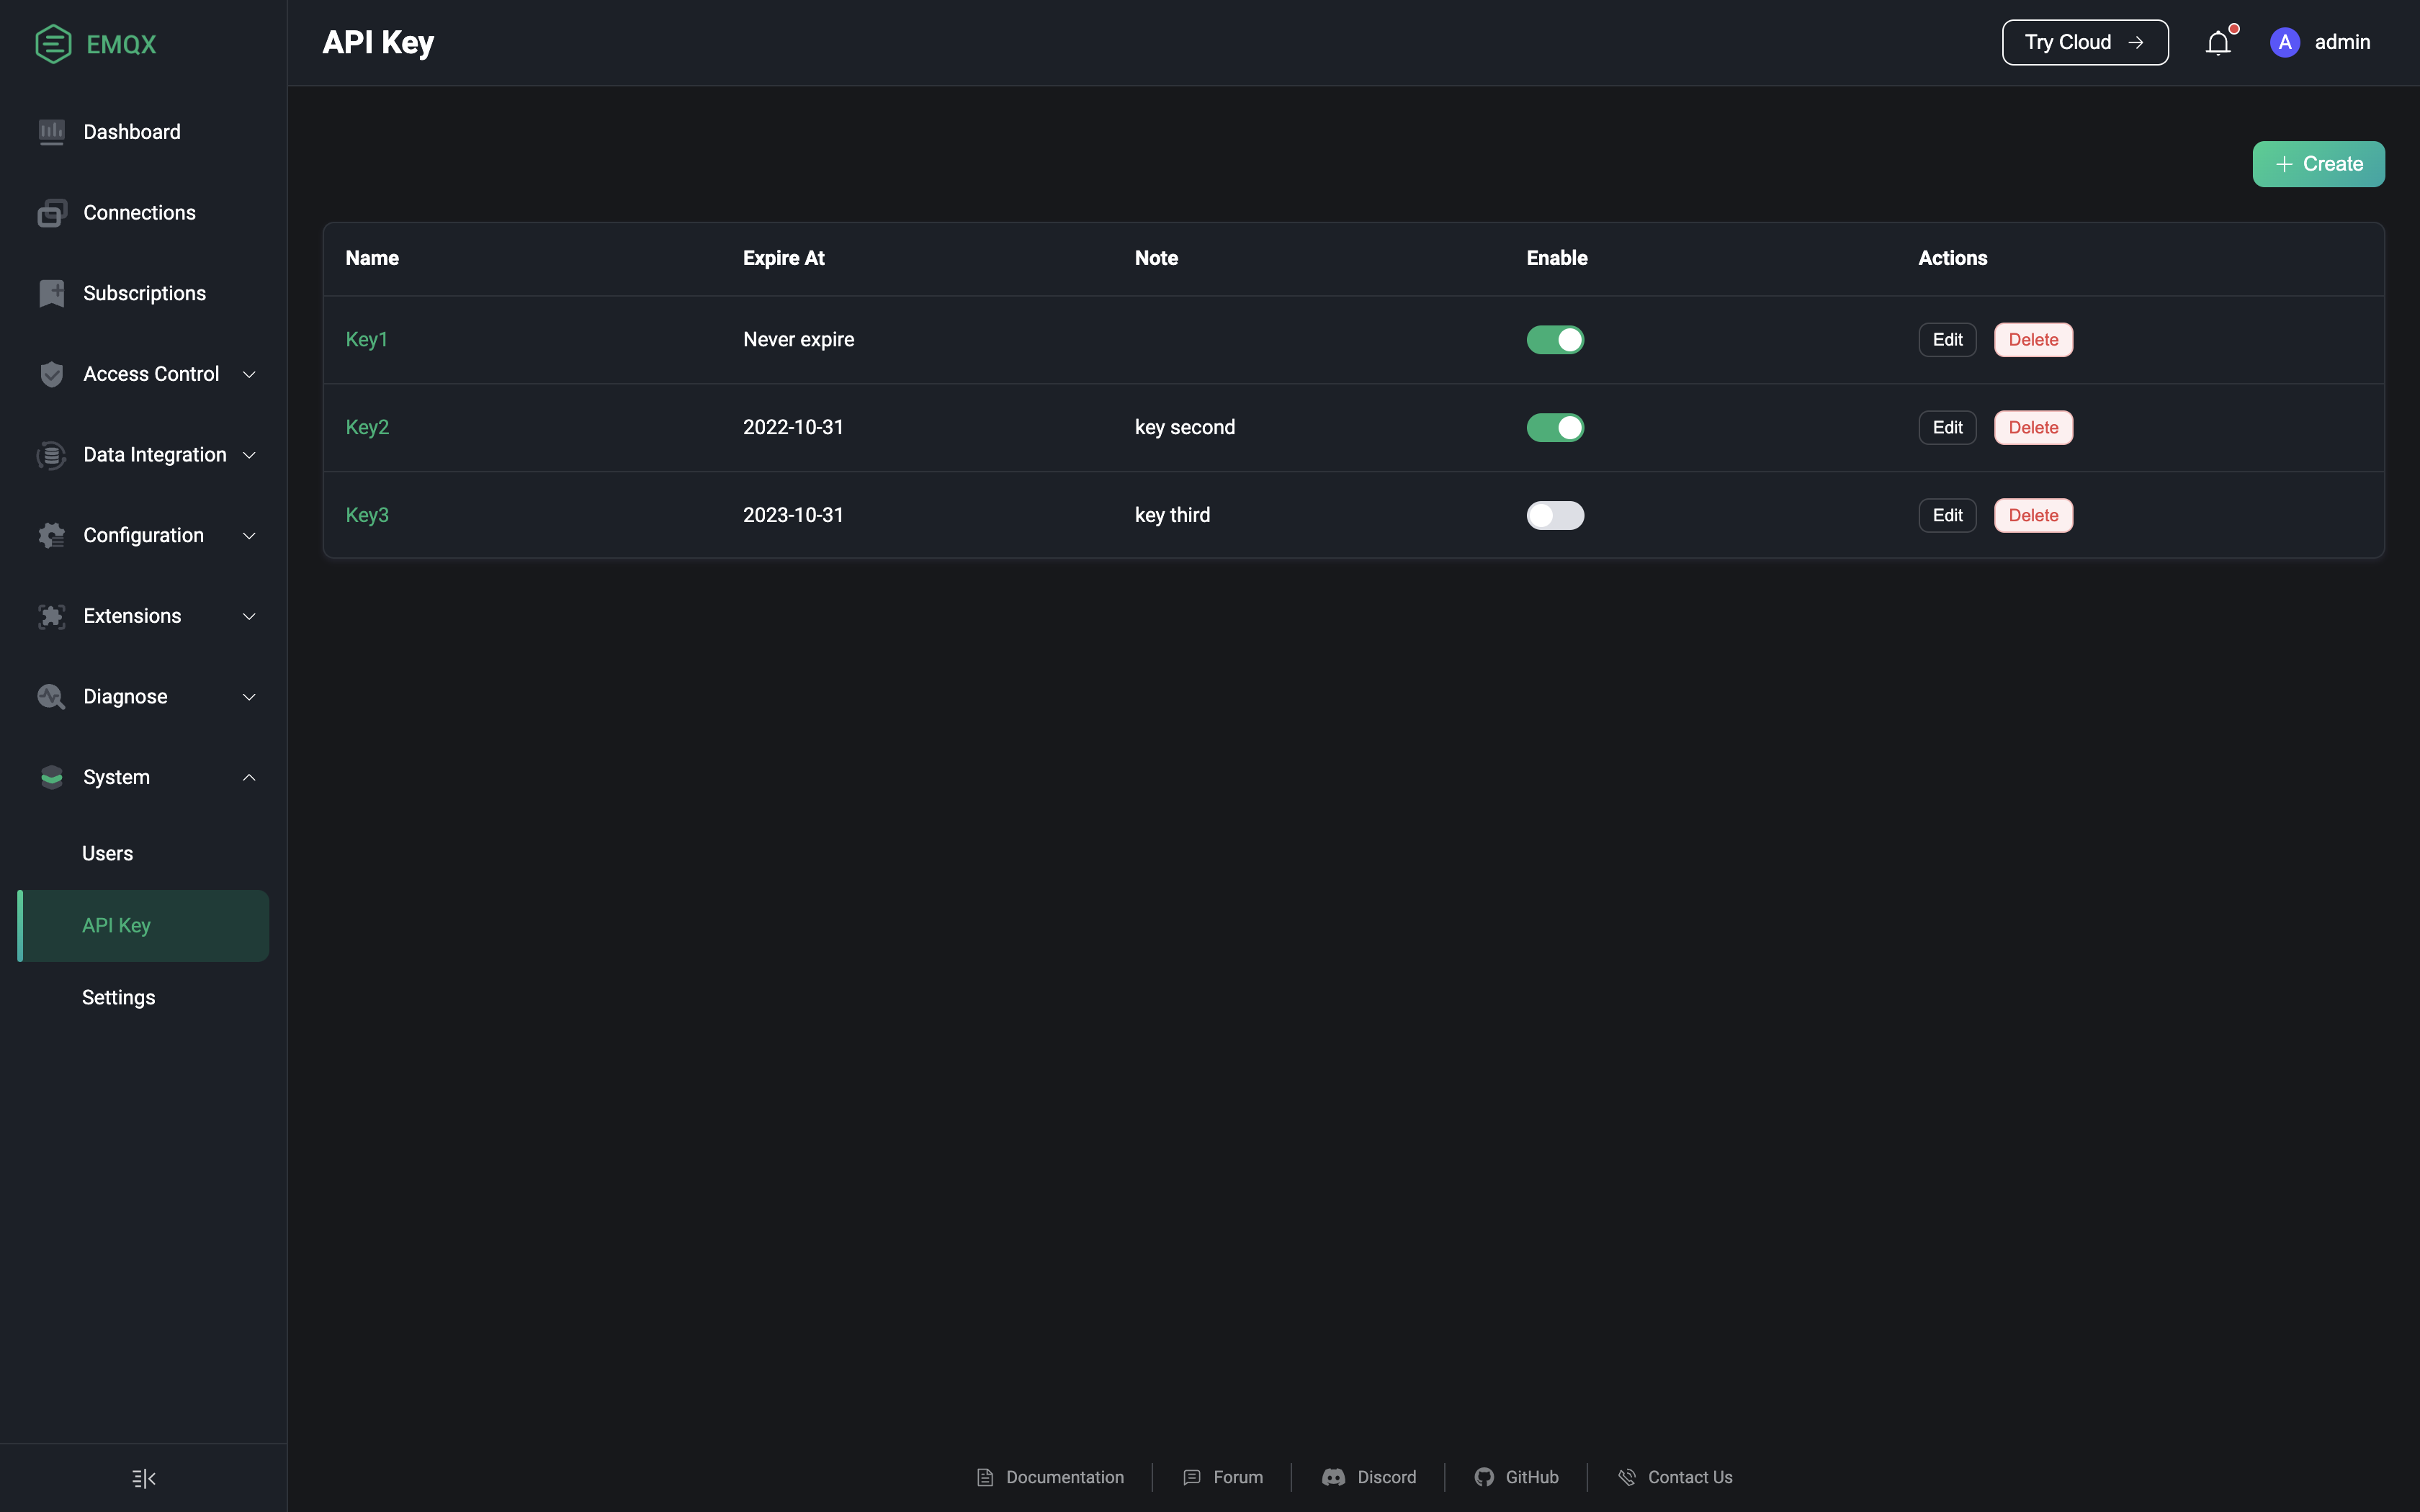 EMQX
API Key
Try Cloud
A
admin
Dashboard
Connections
Subscriptions
Access Control
Data Integration
Configuration
Extensions
Diagnose
System
Users
API Key
Settings
Create
Name Expire At Note Enable Actions
Key1 Never expire Edit Delete
Key2 2022-10-31 key second Edit Delete
Key3 2023-10-31 key third Edit Delete
Documentation Forum Discord GitHub Contact Us